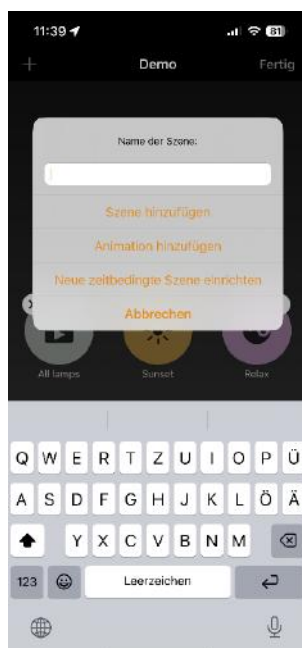 11:39
81
+ Demo Fertig
Name der Szene:
Szene hinzufügen
Animation hinzufügen
Neue zeitbedingte Szene einrichten
Abbrechen
All lamps Sunset Relax
Q W E R T Z U I O P Ü
A S D F G H J K L Ö Ä
Y X C V B N M
123 Leerzeichen